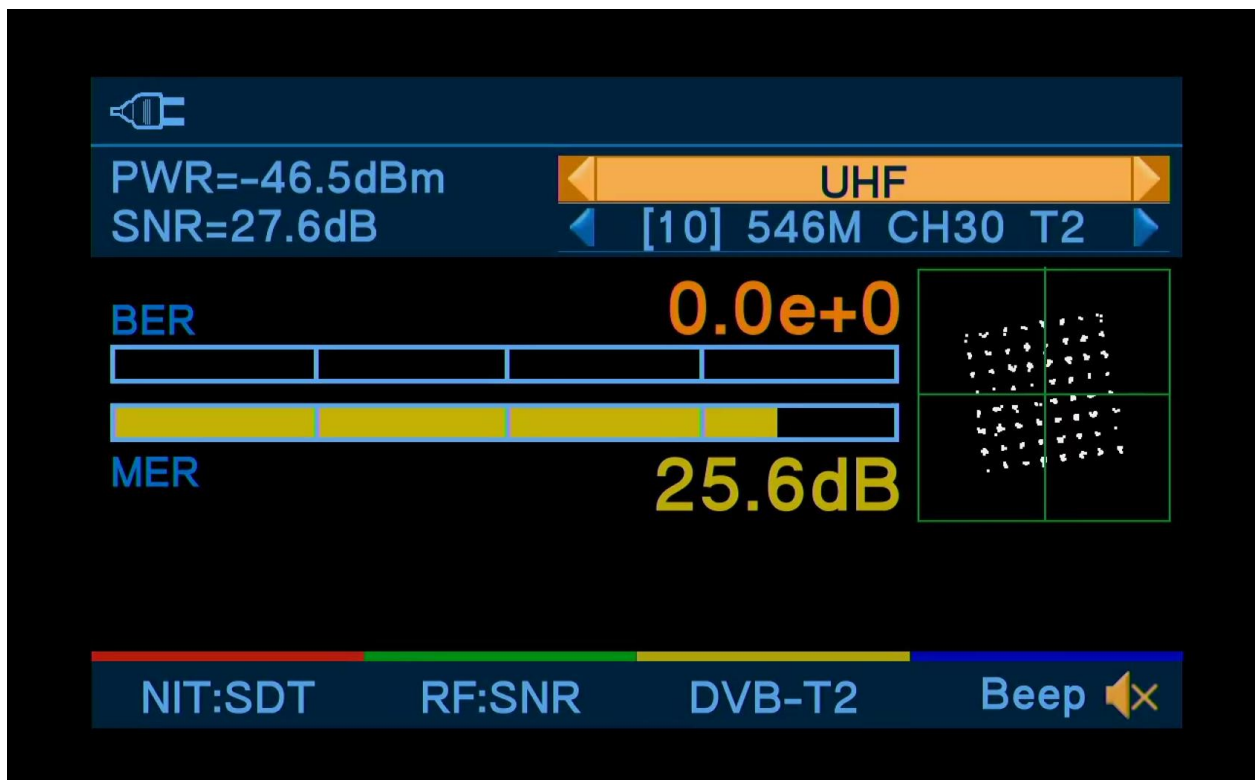 PWR=-46.5dBm
SNR=27.6dB
UHF
[10] 546M CH30 T2
BER
0.0e+0
MER
25.6dB
NIT:SDT RF:SNR DVB-T2 Beep